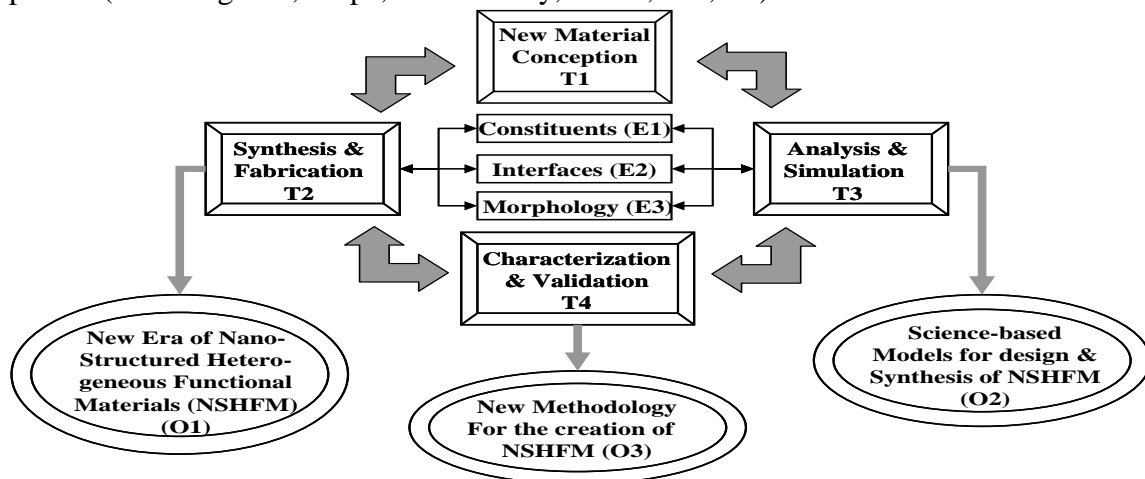 New Material
Conception
T1
Synthesis &
Fabrication
T2
Constituents (E1)
Interfaces (E2)
Morphology (E3)
Analysis &
Simulation
T3
Characterization
& Validation
T4
New Era of Nano-
Structured Hetero-
geneous Functional
Materials (NSHFM)
(O1)
New Methodology
For the creation of
NSHFM (O3)
Science-based
Models for design &
Synthesis of NSHFM
(O2)